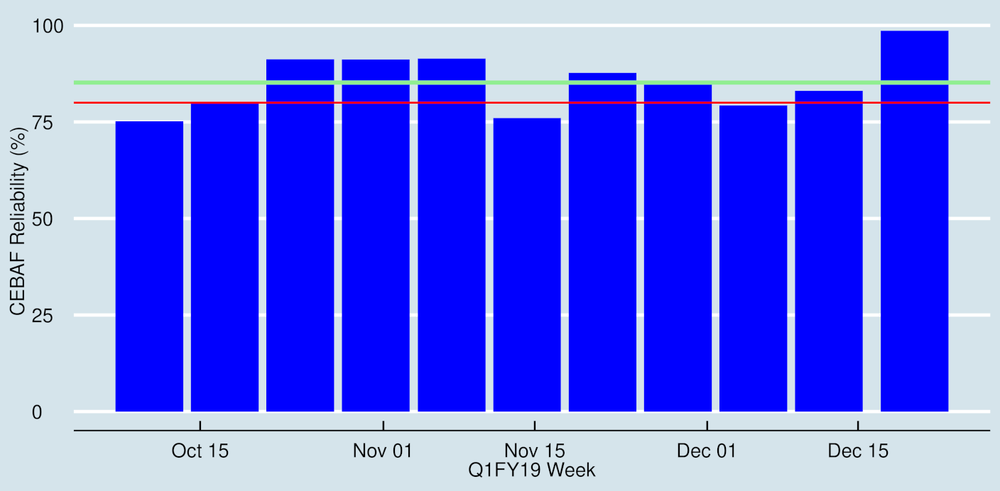 100
75
50
25
0
CEBAF Reliability (%)
Oct 15
Nov 01
Nov 15
Dec 01
Dec 15
Q1FY19 Week